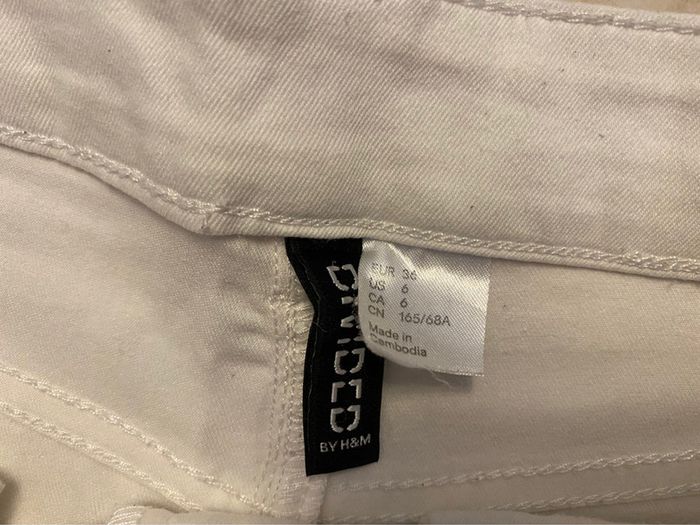 DIVIDED
BY H&M
EUR 36
US 6
CA 6
CN 165/68A
Made in
Cambodia